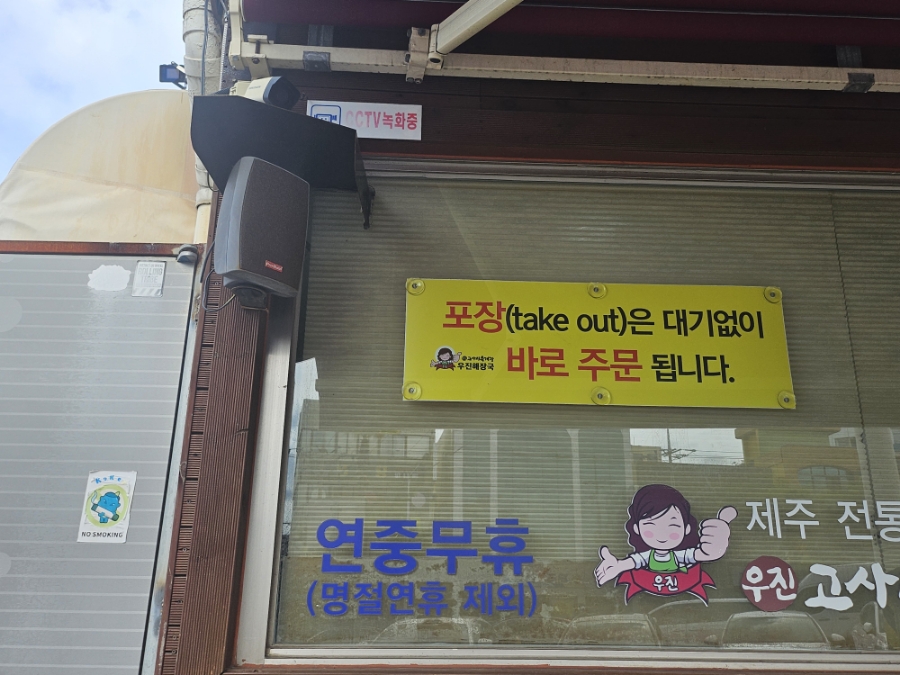 CCTV녹화중
포장(take out)은 대기없이
바로 주문 됩니다.
우진해장국
NO SMOKING
연중무휴
(명절연휴 제외)
우진
제주 전통
우진 고사